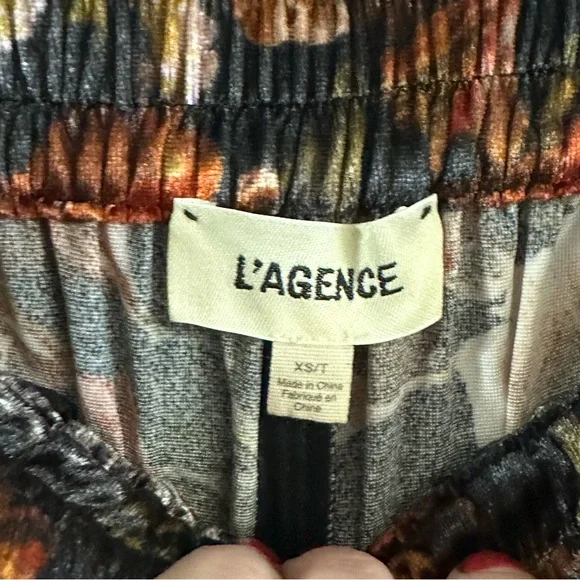 L'AGENCE
XS/T
Made in China
Fabriqué en
Chine